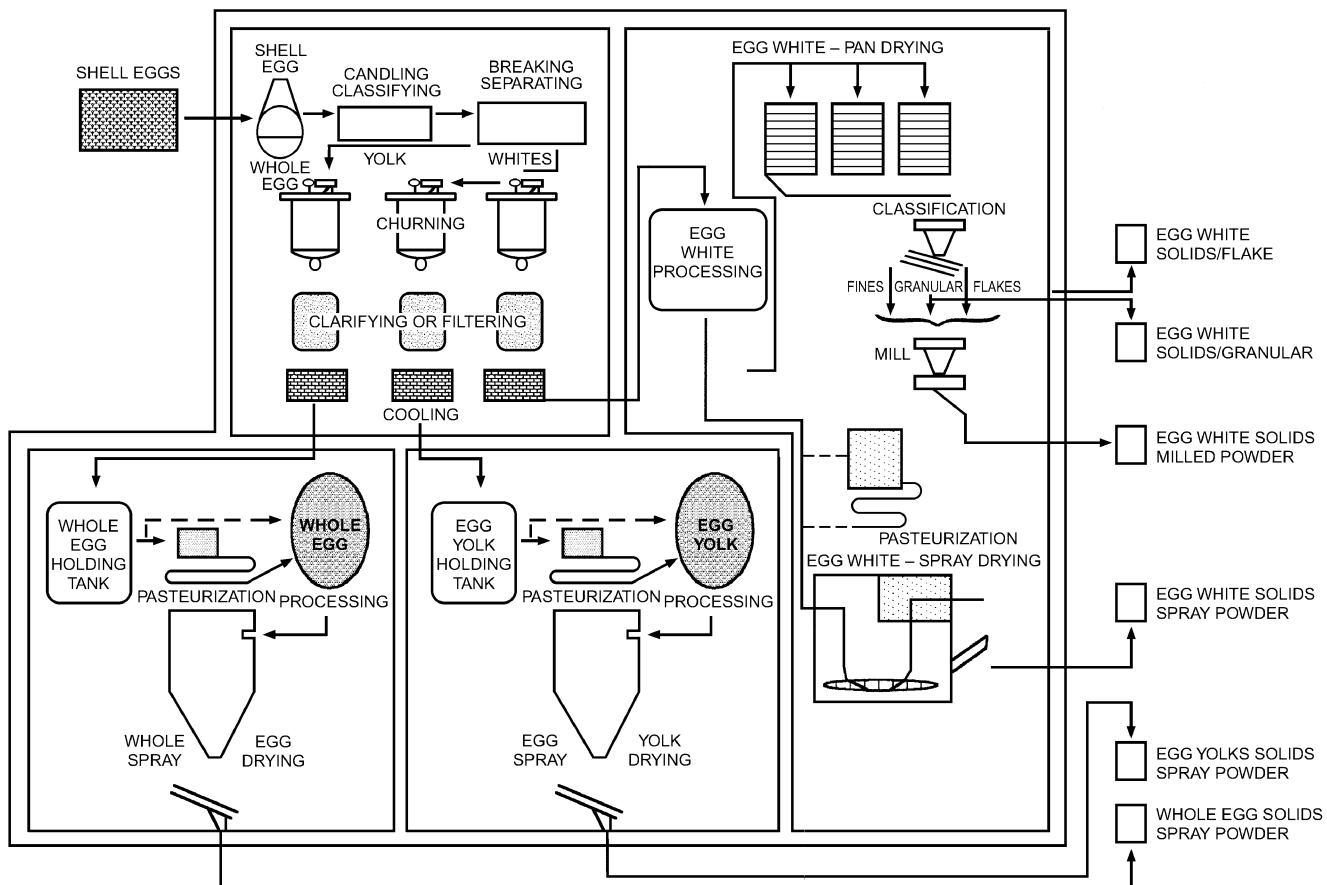 SHELL EGGS
SHELL
EGG
CANDLING
CLASSIFYING
BREAKING
SEPARATING
WHOLE
EGG
YOLK
WHITES
CHURNING
CLARIFYING OR FILTERING
COOLING
EGG WHITE – PAN DRYING
EGG
WHITE
PROCESSING
CLASSIFICATION
FINES
GRANULAR
FLAKES
MILL
PASTEURIZATION
EGG WHITE – SPRAY DRYING
WHOLE
EGG
HOLDING
TANK
PASTEURIZATION
WHOLE
EGG
PROCESSING
WHOLE EGG
SPRAY DRYING
EGG
YOLK
HOLDING
TANK
PASTEURIZATION
EGG
YOLK
PROCESSING
EGG YOLK
SPRAY DRYING
EGG WHITE
SOLIDS/FLAKE
EGG WHITE
SOLIDS/GRANULAR
EGG WHITE SOLIDS
MILLED POWDER
EGG WHITE SOLIDS
SPRAY POWDER
EGG YOLKS SOLIDS
SPRAY POWDER
WHOLE EGG SOLIDS
SPRAY POWDER